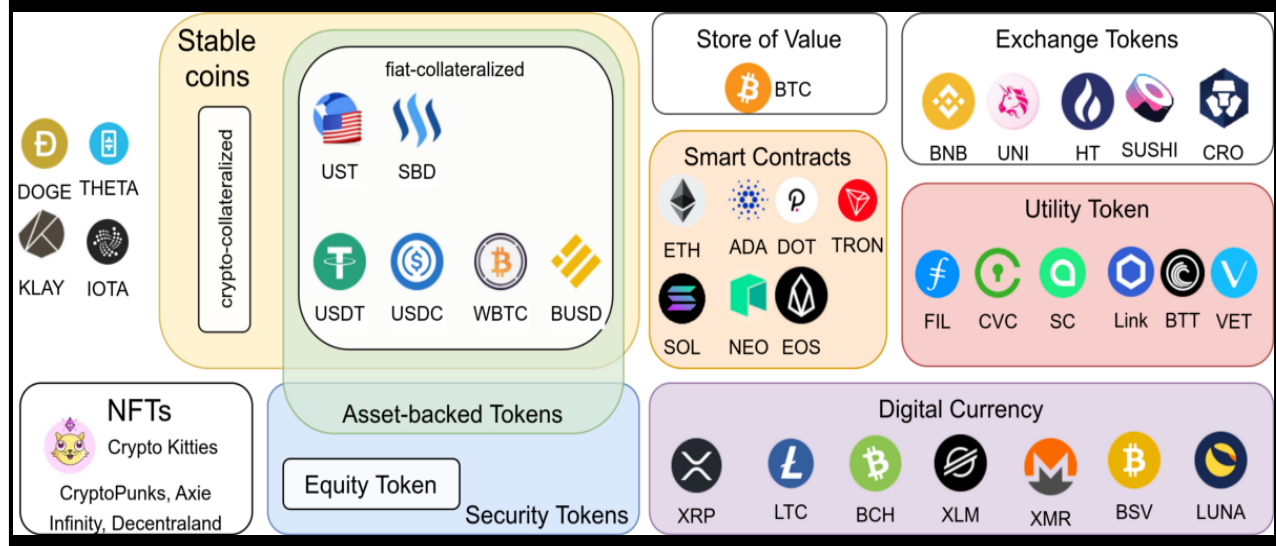 Stable
coins
fiat-collateralized
crypto-collateralized
UST SBD
USDT USDC WBTC BUSD
DOGE THETA
KLAY IOTA
Store of Value
BTC
Exchange Tokens
BNB UNI HT SUSHI CRO
Smart Contracts
ETH ADA DOT TRON
SOL NEO EOS
Utility Token
FIL CVC SC Link BTT VET
NFTs
Crypto Kitties
CryptoPunks, Axie
Infinity, Decentraland
Asset-backed Tokens
Equity Token
Security Tokens
Digital Currency
XRP LTC BCH XLM XMR BSV LUNA